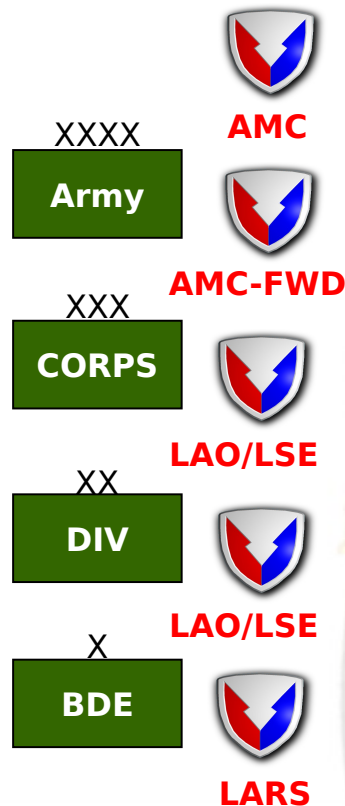 AMC
XXXX
Army
AMC-FWD
XXX
CORPS
LAO/LSE
XX
DIV
LAO/LSE
X
BDE
LARS